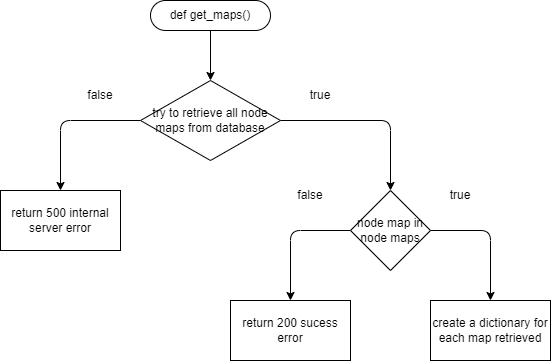 def get_maps()
false
true
try to retrieve all node
maps from database
false
true
return 500 internal
server error
node map in
node maps
return 200 sucess
error
create a dictionary for
each map retrieved